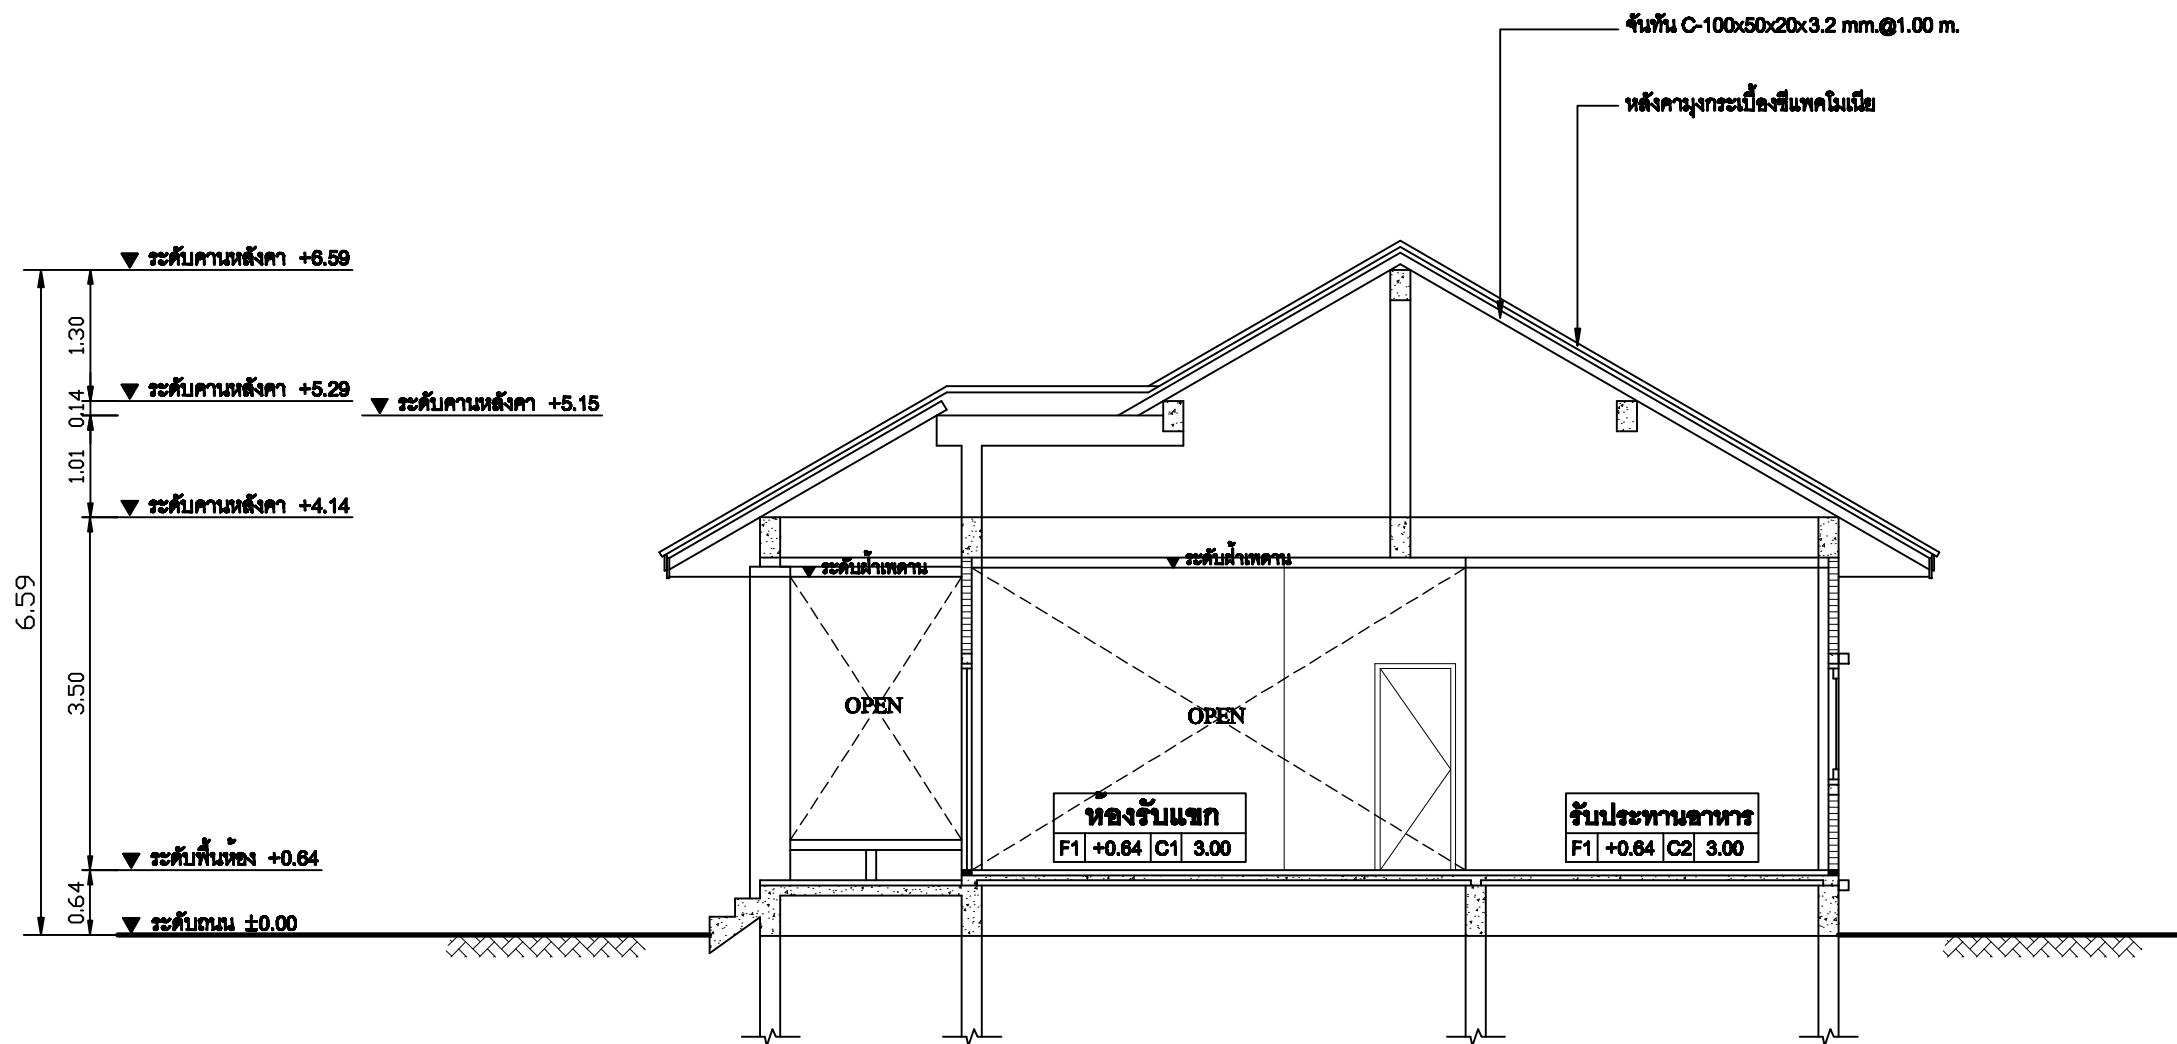 จันทัน C-100x50x20x3.2 mm.@1.00 m.
หลังคามุงกระเบื้องซีแพคโมเนีย
ระดับคานหลังคา +6.59
1.30
ระดับคานหลังคา +5.29
0.14
ระดับคานหลังคา +5.15
1.01
ระดับคานหลังคา +4.14
ระดับฝ้าเพดาน
ระดับฝ้าเพดาน
6.59
3.50
OPEN
OPEN
ห้องรับแขก
F1 +0.64 C1 3.00
รับประทานอาหาร
F1 +0.64 C2 3.00
ระดับพื้นห้อง +0.64
0.64
ระดับถนน ±0.00